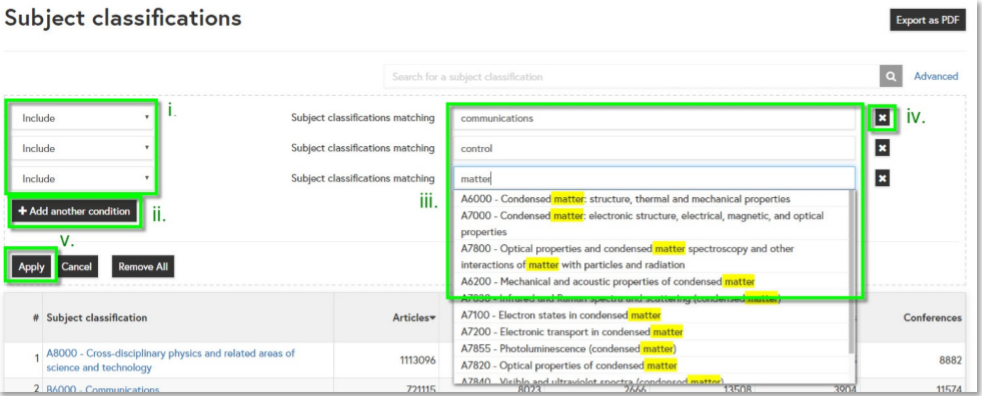 Subject classifications
Export as PDF
Search for a subject classification
Advanced
i.
Include
Subject classifications matching
communications
iv.
Include
Subject classifications matching
control
Include
Subject classifications matching
matter
iii.
+ Add another condition
ii.
A6000 - Condensed matter: structure, thermal and mechanical properties
A7000 - Condensed matter: electronic structure, electrical, magnetic, and optical
properties
A7800 - Optical properties and condensed matter spectroscopy and other
interactions of matter with particles and radiation
A6200 - Mechanical and acoustic properties of condensed matter
A7830 - Infrared and Raman spectra and scattering (condensed matter)
A7100 - Electron states in condensed matter
A7200 - Electronic transport in condensed matter
A7855 - Photoluminescence (condensed matter)
A7820 - Optical properties of condensed matter
A7840 - Visible and ultraviolet spectra (condensed matter)
v.
Apply
Cancel
Remove All
# Subject classification
Articles▾
Conferences
1 A8000 - Cross-disciplinary physics and related areas of
science and technology
1113096
8882
2 B6000 - Communications
721115
8023
2666
13508
3904
11574